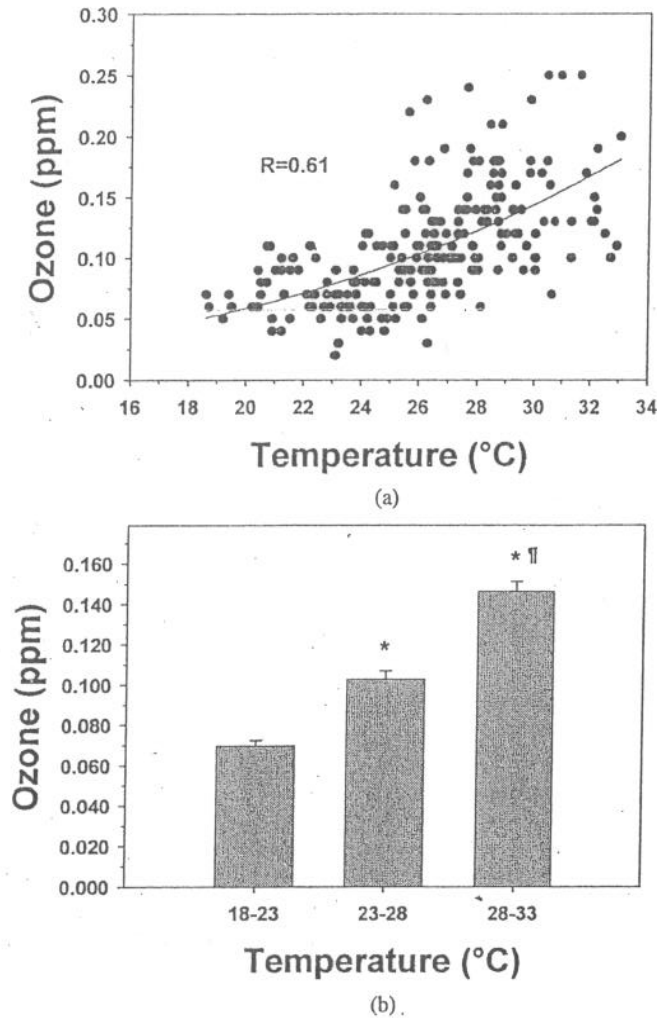 0.30
0.25
0.20
0.15
0.10
0.05
0.00
Ozone (ppm)
R=0.61
16 18 20 22 24 26 28 30 32 34
Temperature (°C)
(a)
0.160
0.140
0.120
0.100
0.080
0.060
0.040
0.020
0.000
Ozone (ppm)
*
* ¶
18-23 23-28 28-33
Temperature (°C)
(b)